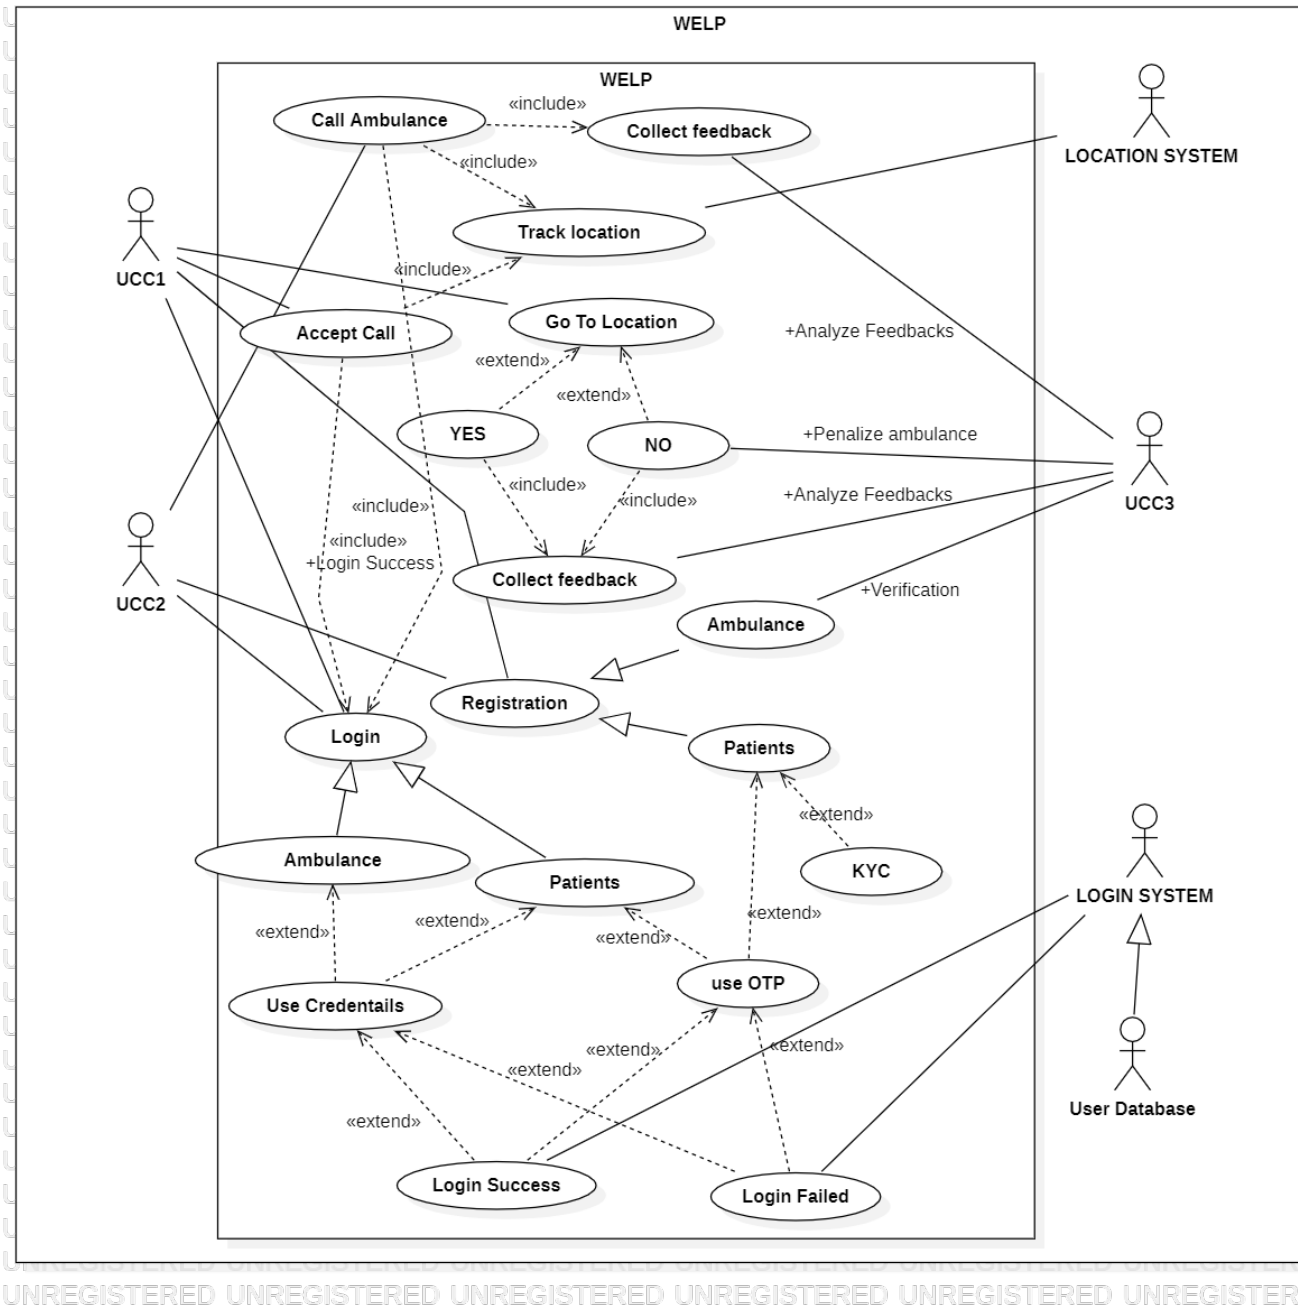 WELP
WELP
Call Ambulance
«include»
Collect feedback
«include»
LOCATION SYSTEM
Track location
UCC1
«include»
Accept Call
Go To Location
+Analyze Feedbacks
«extend»
«extend»
YES
NO
+Penalize ambulance
«include»
«include»
+Analyze Feedbacks
UCC3
«include»
«include»
+Login Success
Collect feedback
UCC2
+Verification
Ambulance
Registration
Login
Patients
«extend»
Ambulance
Patients
KYC
LOGIN SYSTEM
«extend»
«extend»
«extend»
«extend»
use OTP
Use Credentails
«extend»
«extend»
«extend»
«extend»
User Database
Login Success
Login Failed
UNREGISTERED UNREGISTERED UNREGISTERED UNREGISTERED UNREGISTERED UNREGISTER